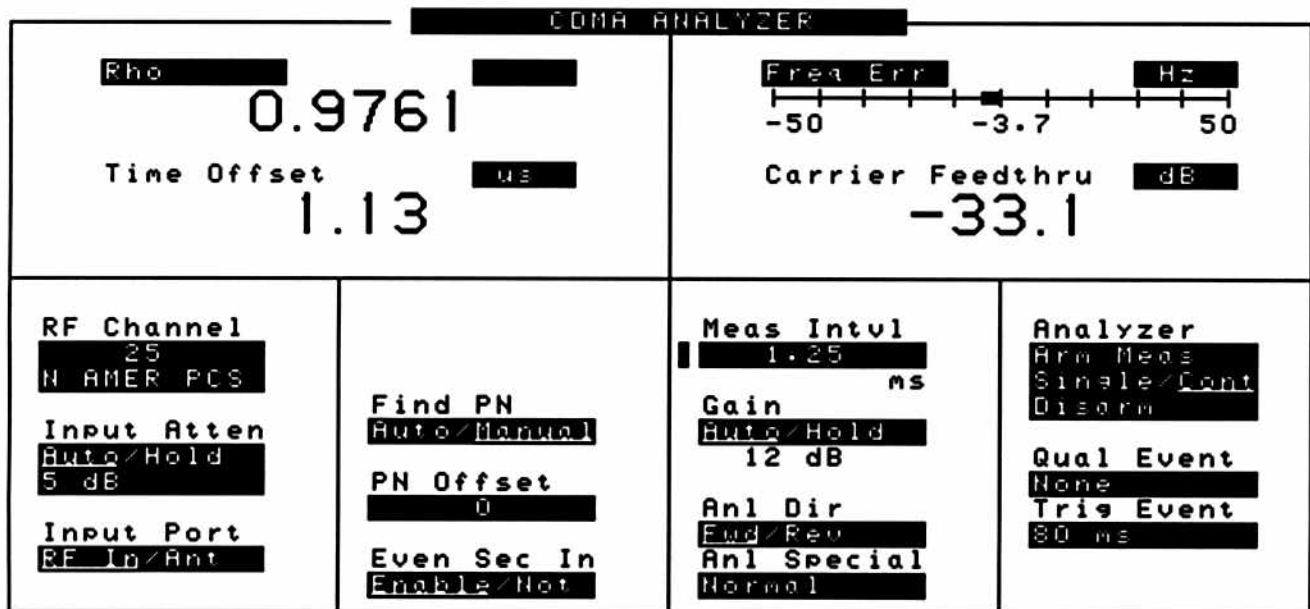 CDMA ANALYZER
Rho
0.9761
Time Offset us
1.13
Freq Err Hz
-50 -3.7 50
Carrier Feedthru dB
-33.1
RF Channel
25
N AMER PCS
Input Atten
Auto/Hold
5 dB
Input Port
RF In/Ant
Find PN
Auto/Manual
PN Offset
0
Even Sec In
Enable/Not
Meas Intvl
1.25
ms
Gain
Auto/Hold
12 dB
Anl Dir
Fwd/Rev
Anl Special
Normal
Analyzer
Arm Meas
Single/Cont
Disarm
Qual Event
None
Trig Event
80 ms